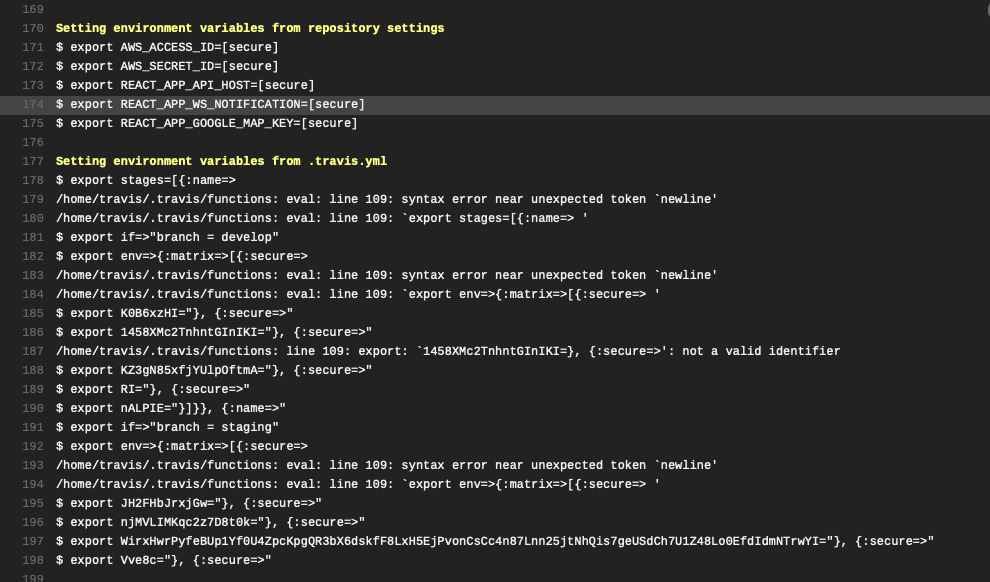 169
170 Setting environment variables from repository settings
171 $ export AWS_ACCESS_ID=[secure]
172 $ export AWS_SECRET_ID=[secure]
173 $ export REACT_APP_API_HOST=[secure]
174 $ export REACT_APP_WS_NOTIFICATION=[secure]
175 $ export REACT_APP_GOOGLE_MAP_KEY=[secure]
176
177 Setting environment variables from .travis.yml
178 $ export stages=[{:name=>
179 /home/travis/.travis/functions: eval: line 109: syntax error near unexpected token `newline'
180 /home/travis/.travis/functions: eval: line 109: `export stages=[{:name=> '
181 $ export if=>"branch = develop"
182 $ export env=>{:matrix=>[{:secure=>
183 /home/travis/.travis/functions: eval: line 109: syntax error near unexpected token `newline'
184 /home/travis/.travis/functions: eval: line 109: `export env=>{:matrix=>[{:secure=> '
185 $ export K0B6xzHI="}, {:secure=>"
186 $ export 1458XMc2TnhntGInIKI="}, {:secure=>"
187 /home/travis/.travis/functions: line 109: export: `1458XMc2TnhntGInIKI=}, {:secure=>': not a valid identifier
188 $ export KZ3gN85xfjYUlpOftmA="}, {:secure=>"
189 $ export RI="}, {:secure=>"
190 $ export nALPIE="}]}}, {:name=>"
191 $ export if=>"branch = staging"
192 $ export env=>{:matrix=>[{:secure=>
193 /home/travis/.travis/functions: eval: line 109: syntax error near unexpected token `newline'
194 /home/travis/.travis/functions: eval: line 109: `export env=>{:matrix=>[{:secure=> '
195 $ export JH2FHbJrxjGw="}, {:secure=>"
196 $ export njMVLIMKqc2z7D8t0k="}, {:secure=>"
197 $ export WirxHwrPyfeBUp1Yf0U4ZpcKpgQR3bX6dskfF8LxH5EjPvonCsCc4n87Lnn25jtNhQis7geUSdCh7U1Z48Lo0EfdIdmNTrwYI="}, {:secure=>"
198 $ export Vve8c="}, {:secure=>"
199